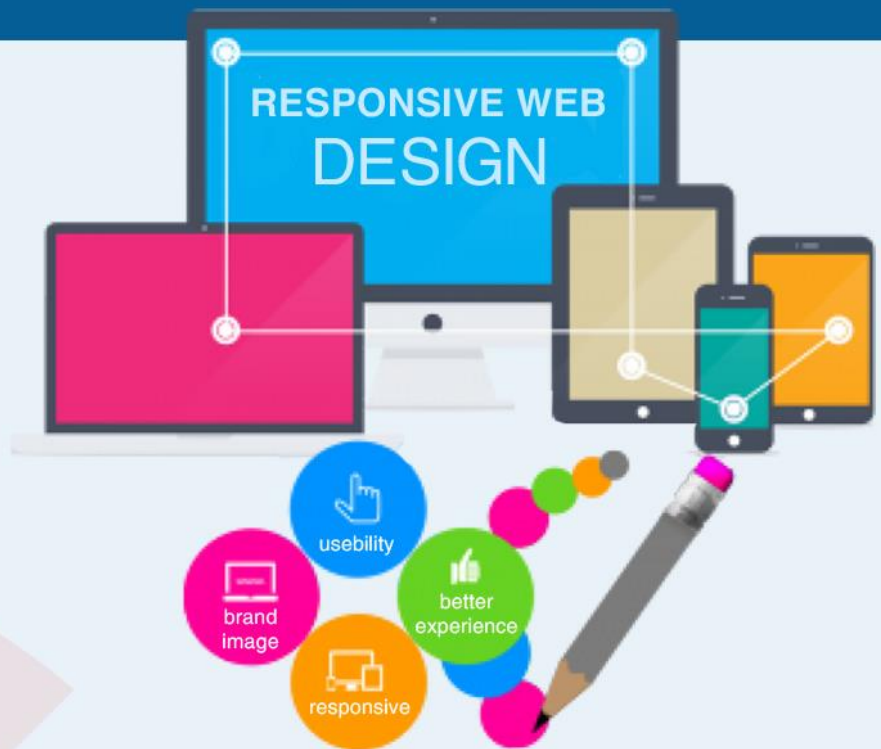 RESPONSIVE WEB
DESIGN
usebility
brand
image
better
experience
responsive